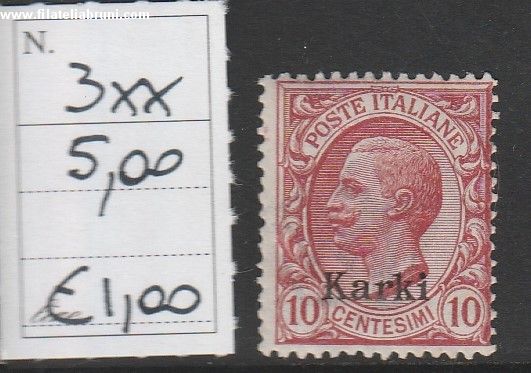 www.filateliabruni.com
N.
3xx
5,00
€1,00
POSTE ITALIANE
Karki
10 CENTESIMI 10